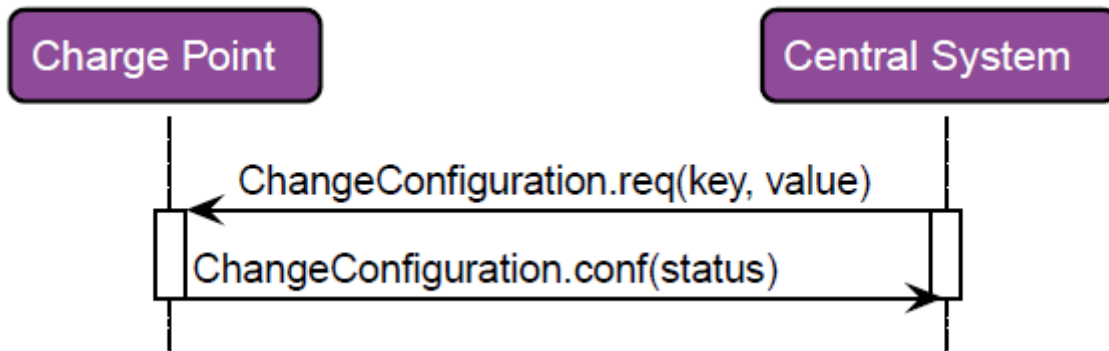 Charge Point
Central System
ChangeConfiguration.req(key, value)
ChangeConfiguration.conf(status)